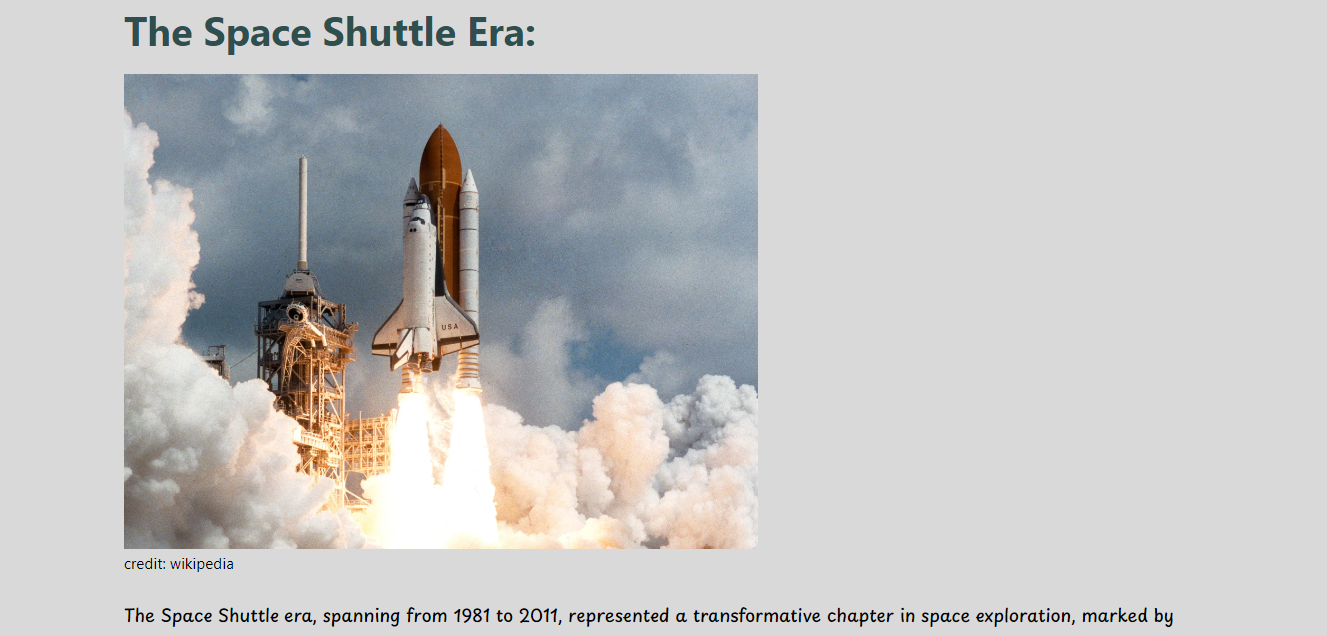 The Space Shuttle Era:
USA
credit: wikipedia
The Space Shuttle era, spanning from 1981 to 2011, represented a transformative chapter in space exploration, marked by